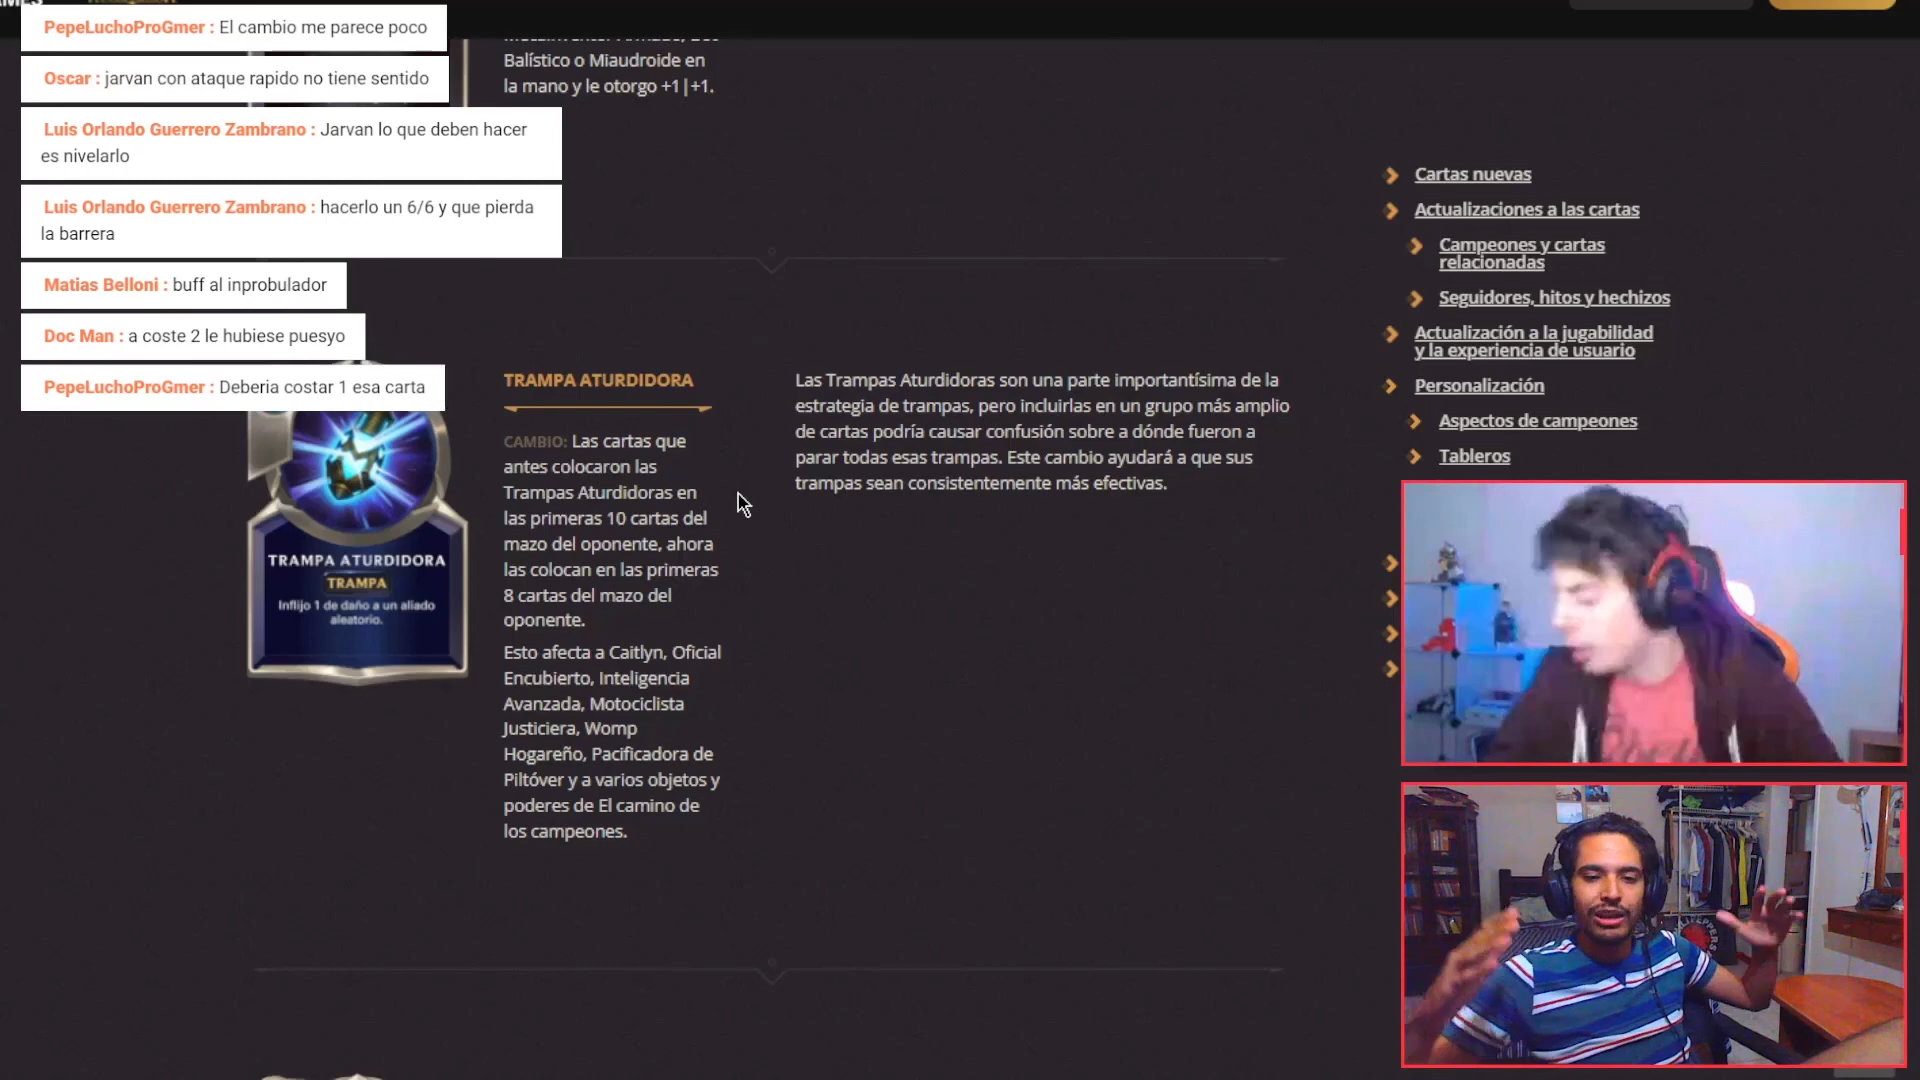 PepeLuchoProGmer : El cambio me parece poco
Oscar : jarvan con ataque rapido no tiene sentido
Luis Orlando Guerrero Zambrano : Jarvan lo que deben hacer
es nivelarlo
Luis Orlando Guerrero Zambrano : hacerlo un 6/6 y que pierda
la barrera
Matias Belloni : buff al inprobulador
Doc Man : a coste 2 le hubiese puesyo
PepeLuchoProGmer : Deberia costar 1 esa carta
Balístico o Miaudroide en
la mano y le otorgo +1|+1.
TRAMPA ATURDIDORA
CAMBIO: Las cartas que
antes colocaron las
Trampas Aturdidoras en
las primeras 10 cartas del
mazo del oponente, ahora
las colocan en las primeras
8 cartas del mazo del
oponente.
Esto afecta a Caitlyn, Oficial
Encubierto, Inteligencia
Avanzada, Motociclista
Justiciera, Womp
Hogareño, Pacificadora de
Piltóver y a varios objetos y
poderes de El camino de
los campeones.
Las Trampas Aturdidoras son una parte importantísima de la
estrategia de trampas, pero incluirlas en un grupo más amplio
de cartas podría causar confusión sobre a dónde fueron a
parar todas esas trampas. Este cambio ayudará a que sus
trampas sean consistentemente más efectivas.
TRAMPA ATURDIDORA
TRAMPA
Inflijo 1 de daño a un aliado
aleatorio.
Cartas nuevas
Actualizaciones a las cartas
Campeones y cartas
relacionadas
Seguidores, hitos y hechizos
Actualización a la jugabilidad
y la experiencia de usuario
Personalización
Aspectos de campeones
Tableros